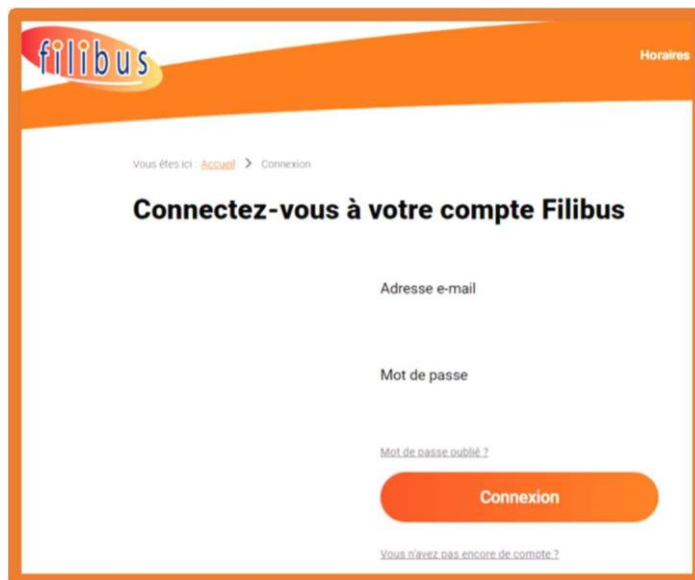 filibus
Horaires
Vous êtes ici : Accueil > Connexion
Connectez-vous à votre compte Filibus
Adresse e-mail
Mot de passe
Mot de passe oublié ?
Connexion
Vous n'avez pas encore de compte ?